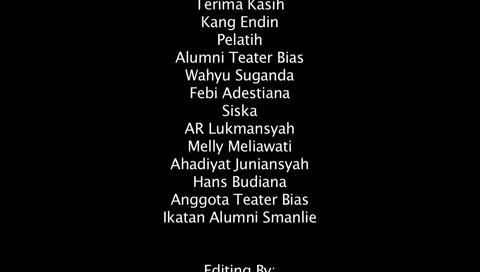 Terima Kasih
Kang Endin
Pelatih
Alumni Teater Bias
Wahyu Suganda
Febi Adestiana
Siska
AR Lukmansyah
Melly Meliawati
Ahadiyat Juniansyah
Hans Budiana
Anggota Teater Bias
Ikatan Alumni Smanlie
Editing By: